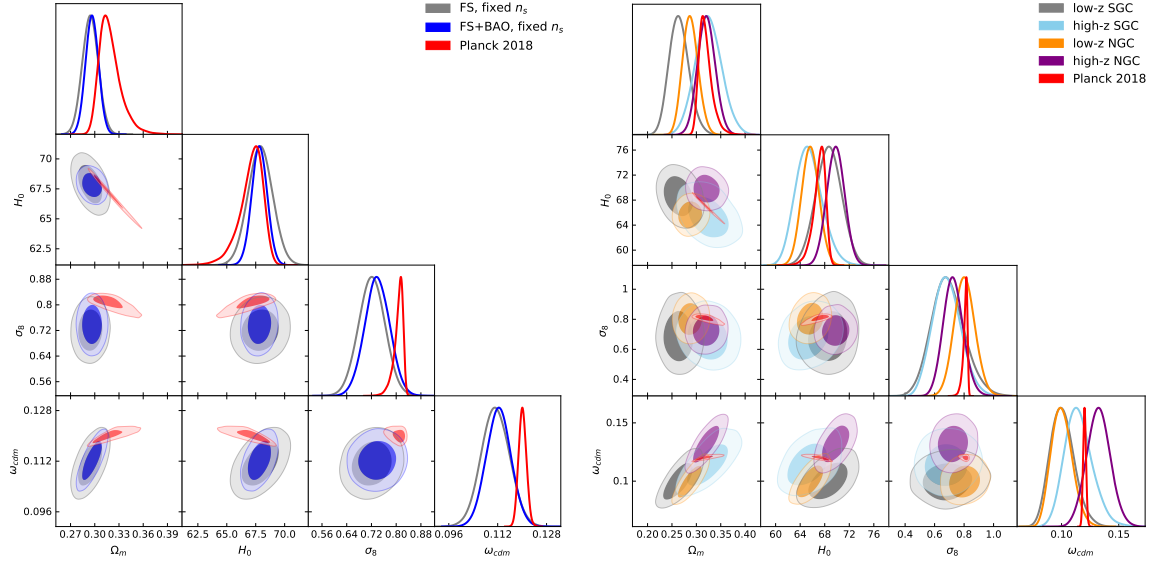 FS, fixed n_s
FS+BAO, fixed n_s
Planck 2018
70.0
67.5
65.0
62.5
H_0
0.88
0.80
0.72
0.64
0.56
σ_8
0.128
0.112
0.096
ω_cdm
0.27 0.30 0.33 0.36 0.39
62.5 65.0 67.5 70.0
0.56 0.64 0.72 0.80 0.88
0.096 0.112 0.128
Ω_m
H_0
σ_8
ω_cdm
low-z SGC
high-z SGC
low-z NGC
high-z NGC
Planck 2018
76
72
68
64
60
H_0
1
0.8
0.6
0.4
σ_8
0.15
0.1
ω_cdm
0.20 0.25 0.30 0.35 0.40
60 64 68 72 76
0.4 0.6 0.8 1.0
0.10 0.15
Ω_m
H_0
σ_8
ω_cdm